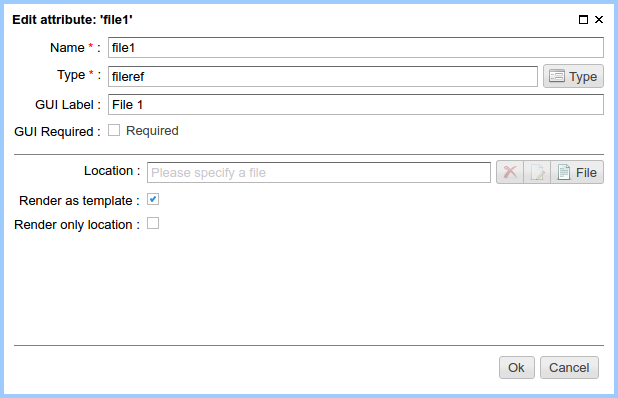 Edit attribute: 'file1'
Name * : file1
Type * : fileref Type
GUI Label : File 1
GUI Required : Required
Location : Please specify a file File
Render as template :
Render only location :
Ok Cancel